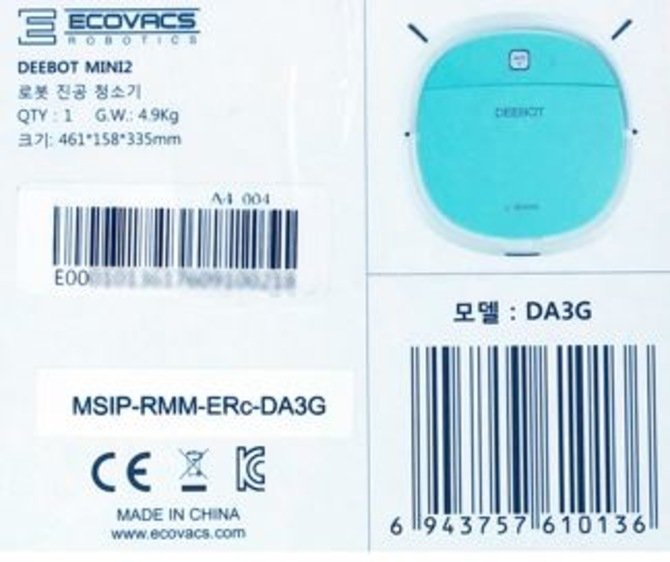 ECOVACS
ROBOTICS
DEEBOT MINI2
로봇 진공 청소기
QTY : 1 G.W.: 4.9Kg
크기: 461*158*335mm
A4 004
E00
MSIP-RMM-ERc-DA3G
CE
MADE IN CHINA
www.ecovacs.com
DEEBOT
모델 : DA3G
6 943757 610136